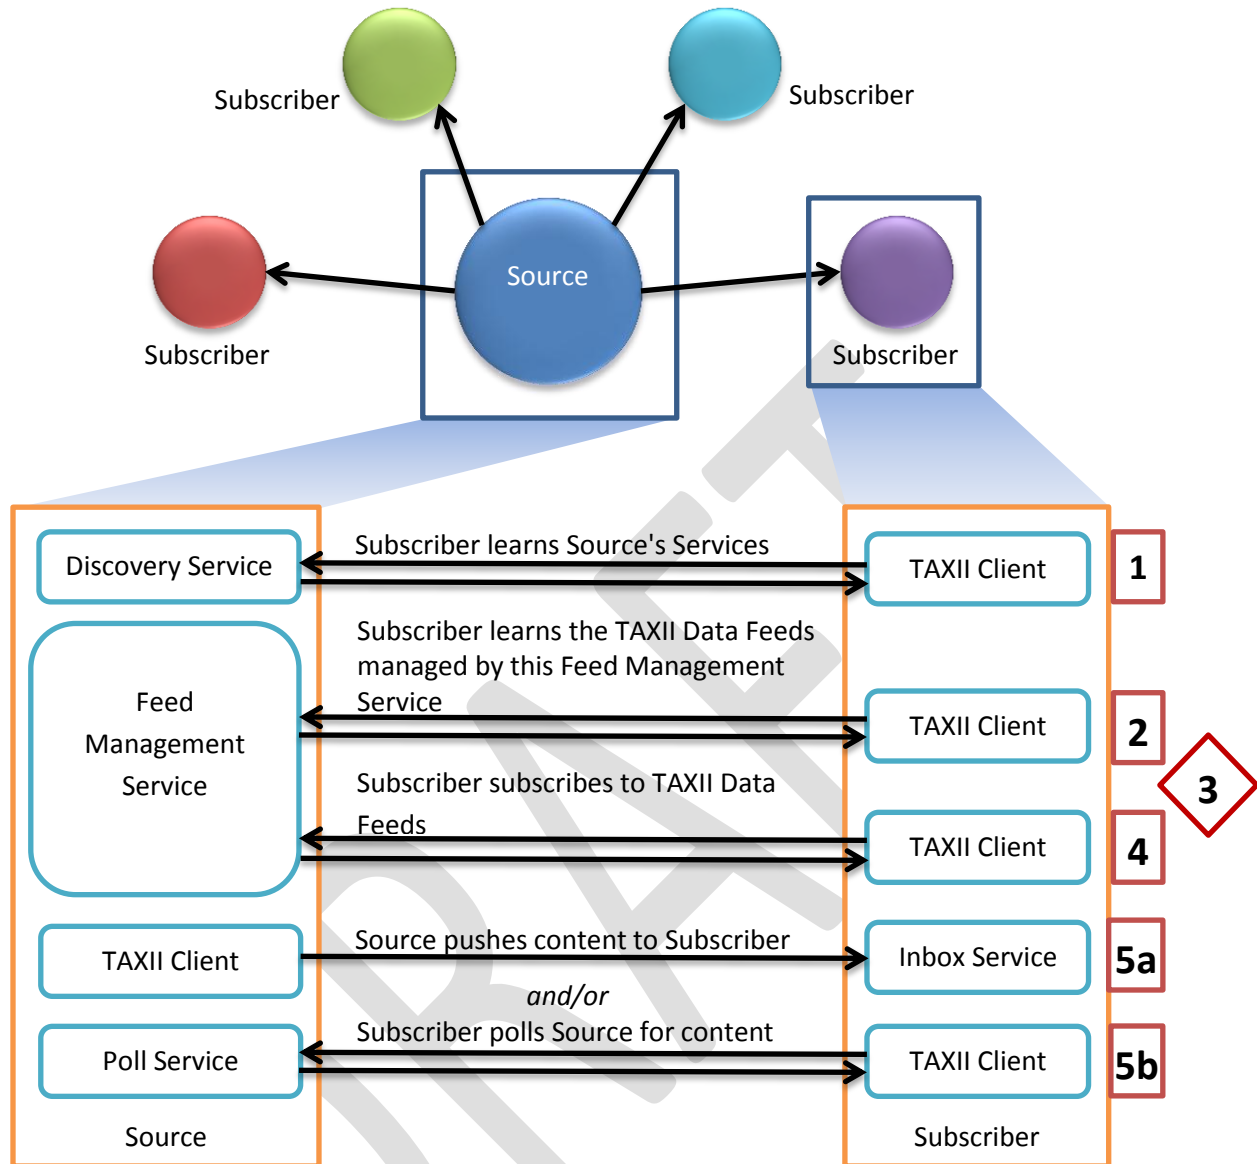 Subscriber
Subscriber
Source
Subscriber
Subscriber
Discovery Service
Subscriber learns Source's Services
TAXII Client
1
Subscriber learns the TAXII Data Feeds
managed by this Feed Management
Service
Feed
Management
Service
TAXII Client
2
3
Subscriber subscribes to TAXII Data
Feeds
TAXII Client
4
TAXII Client
Source pushes content to Subscriber
Inbox Service
5a
and/or
Subscriber polls Source for content
Poll Service
TAXII Client
5b
Source
Subscriber
DRAFT